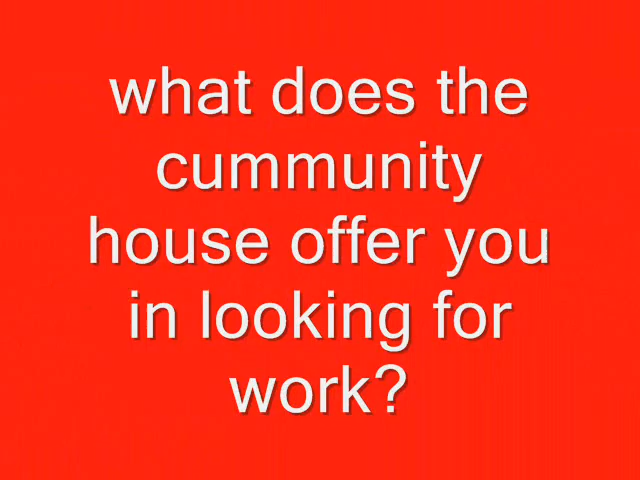 what does the
cummunity
house offer you
in looking for
work?